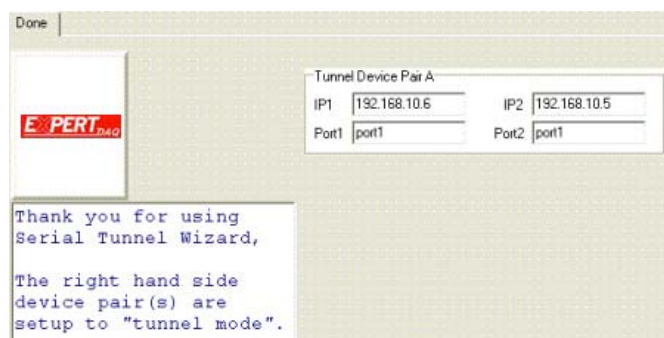 Done
EXPERT DAQ
Tunnel Device Pair A
IP1 192.168.10.6 IP2 192.168.10.5
Port1 port1 Port2 port1
Thank you for using
Serial Tunnel Wizard,
The right hand side
device pair(s) are
setup to "tunnel mode".